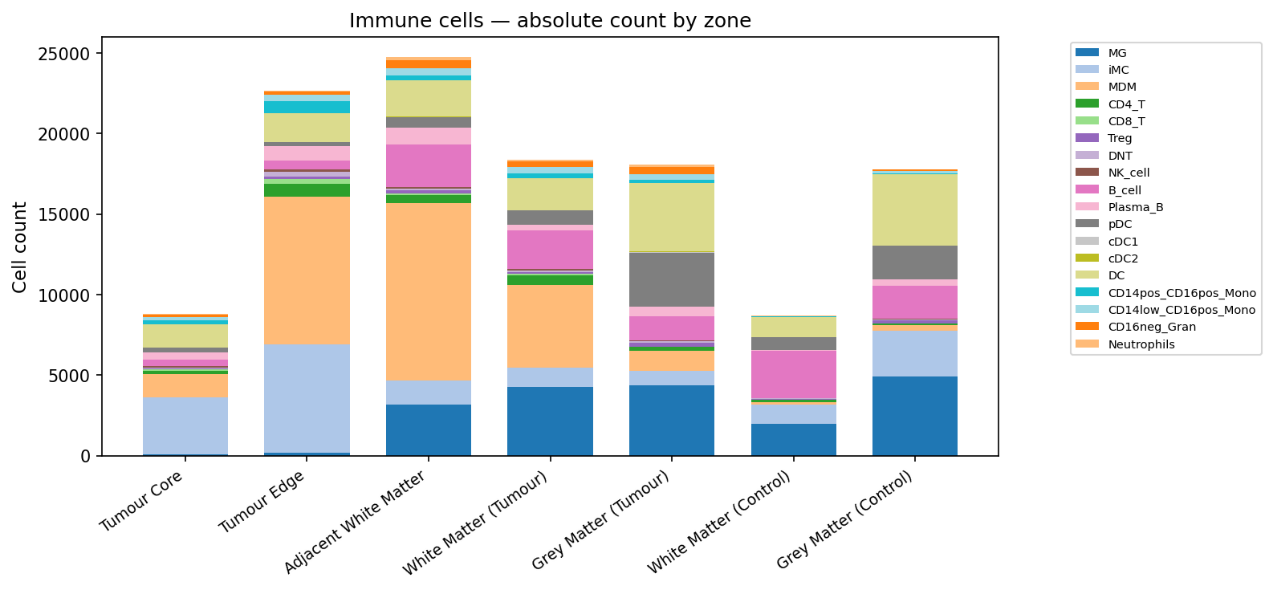 Immune cells — absolute count by zone
Cell count
25000
20000
15000
10000
5000
0
Tumour Core
Tumour Edge
Adjacent White Matter
White Matter (Tumour)
Grey Matter (Tumour)
White Matter (Control)
Grey Matter (Control)
MG
iMC
MDM
CD4_T
CD8_T
Treg
DNT
NK_cell
B_cell
Plasma_B
pDC
cDC1
cDC2
DC
CD14pos_CD16pos_Mono
CD14low_CD16pos_Mono
CD16neg_Gran
Neutrophils